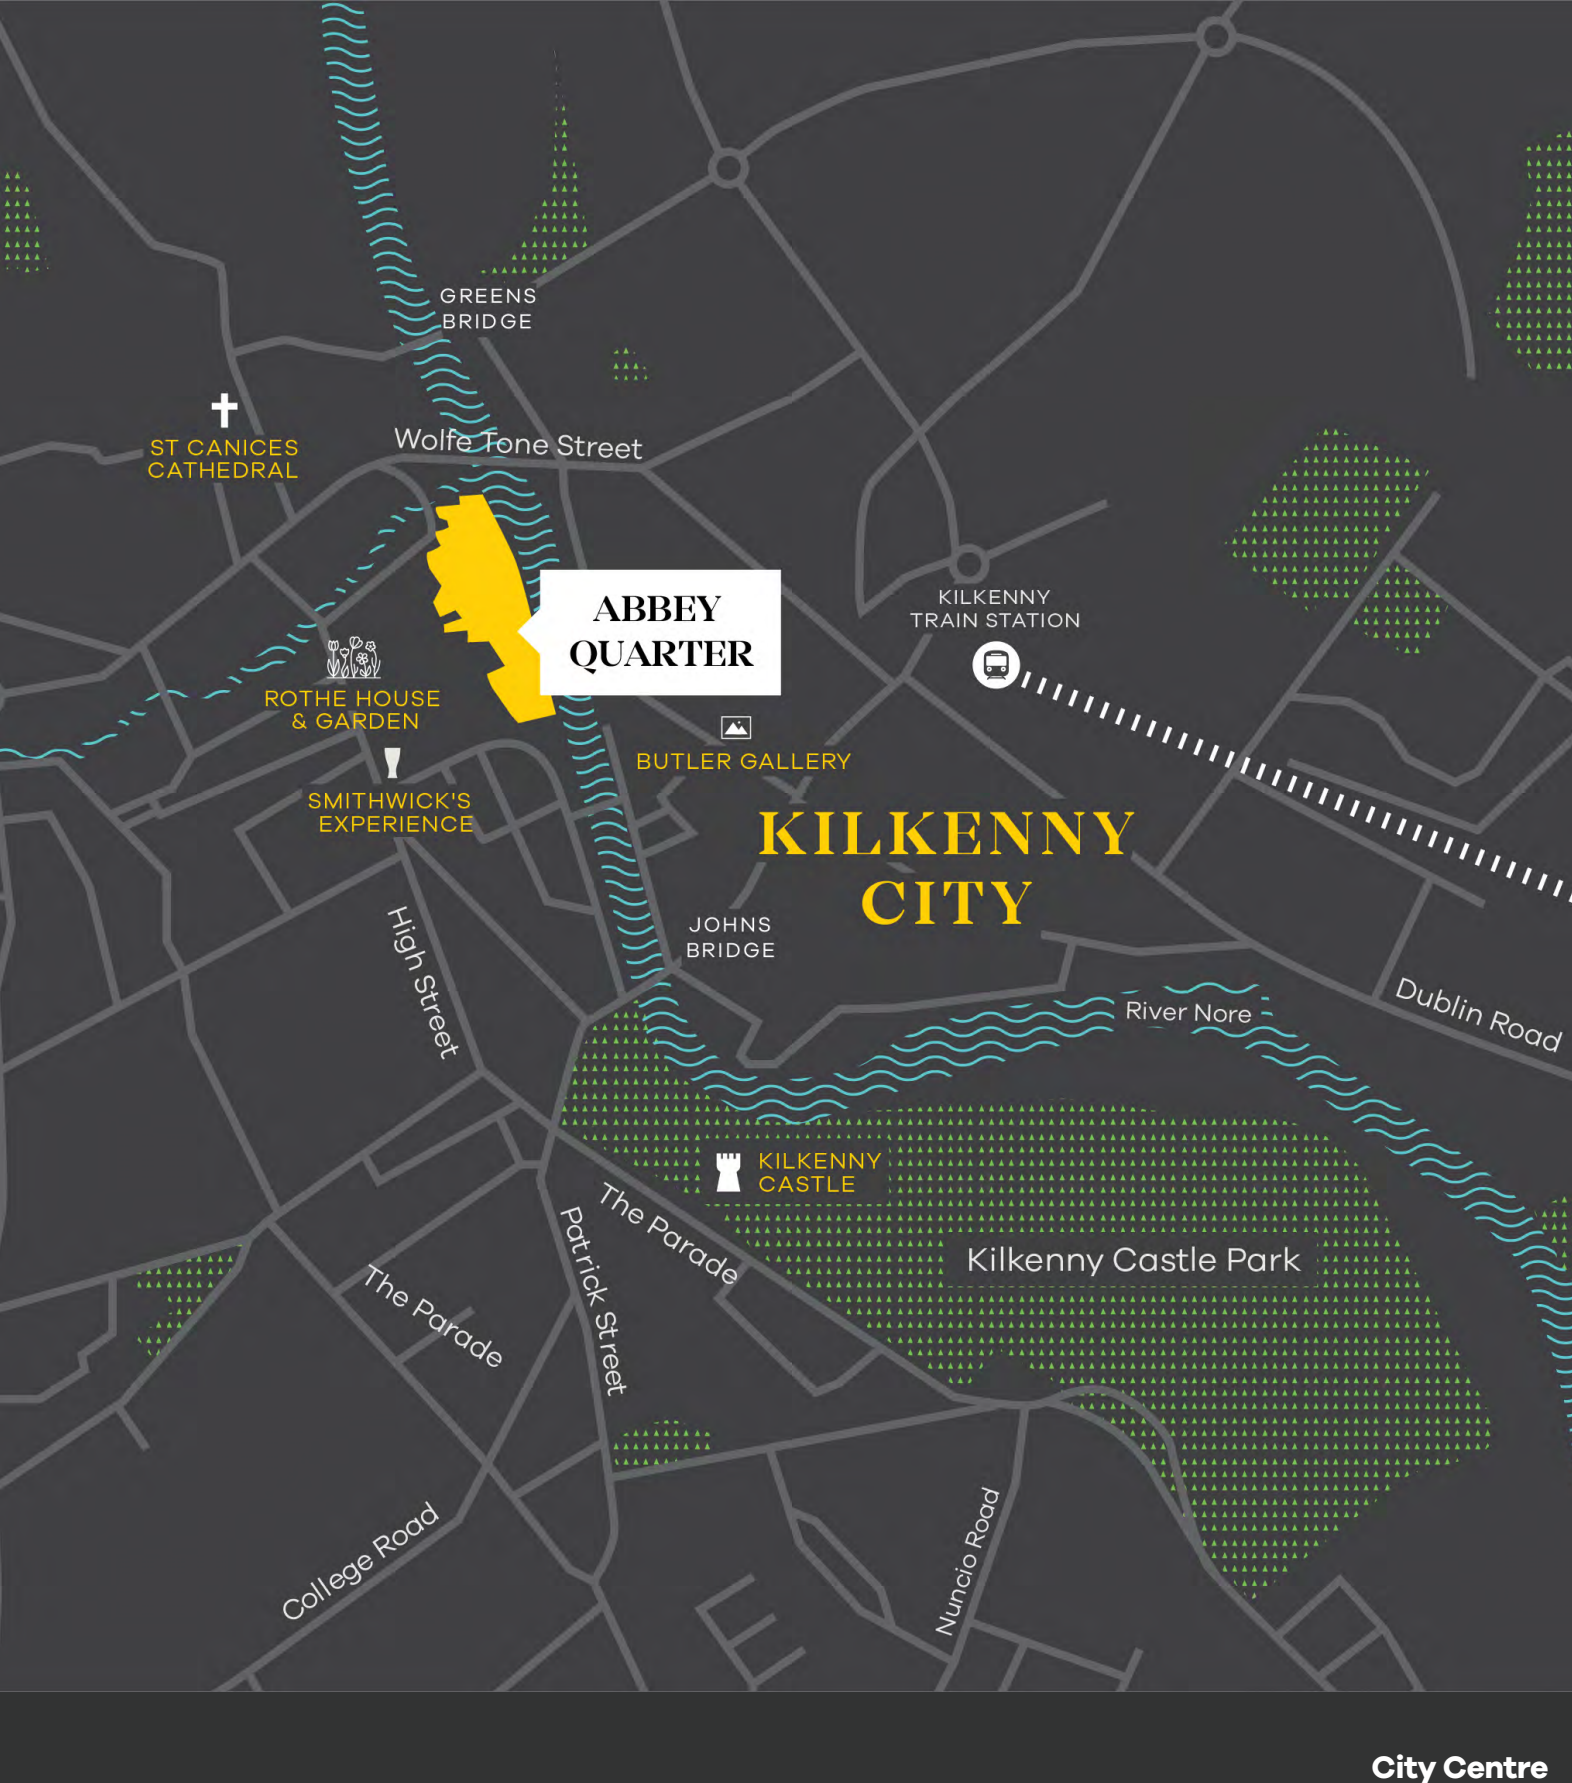 GREENS
BRIDGE
Wolfe Tone Street
ST CANICES
CATHEDRAL
ABBEY
QUARTER
KILKENNY
TRAIN STATION
ROTHE HOUSE
& GARDEN
BUTLER GALLERY
SMITHWICK'S
EXPERIENCE
KILKENNY
CITY
JOHNS
BRIDGE
High Street
River Nore
Dublin Road
KILKENNY
CASTLE
The Parade
Kilkenny Castle Park
Patrick Street
The Parade
College Road
Nuncio Road
City Centre